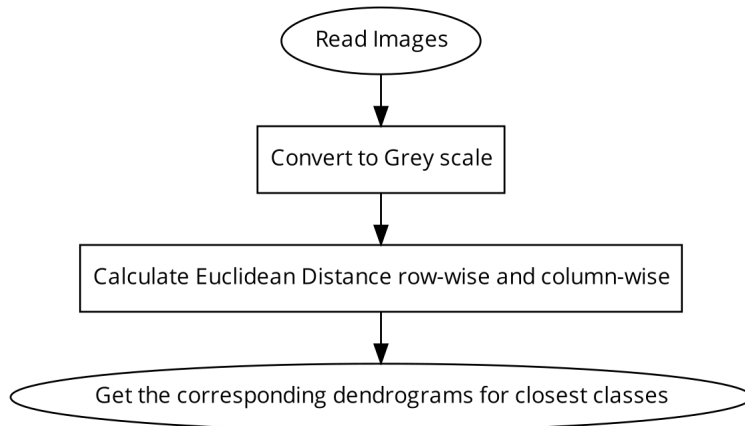 Read Images
Convert to Grey scale
Calculate Euclidean Distance row-wise and column-wise
Get the corresponding dendrograms for closest classes